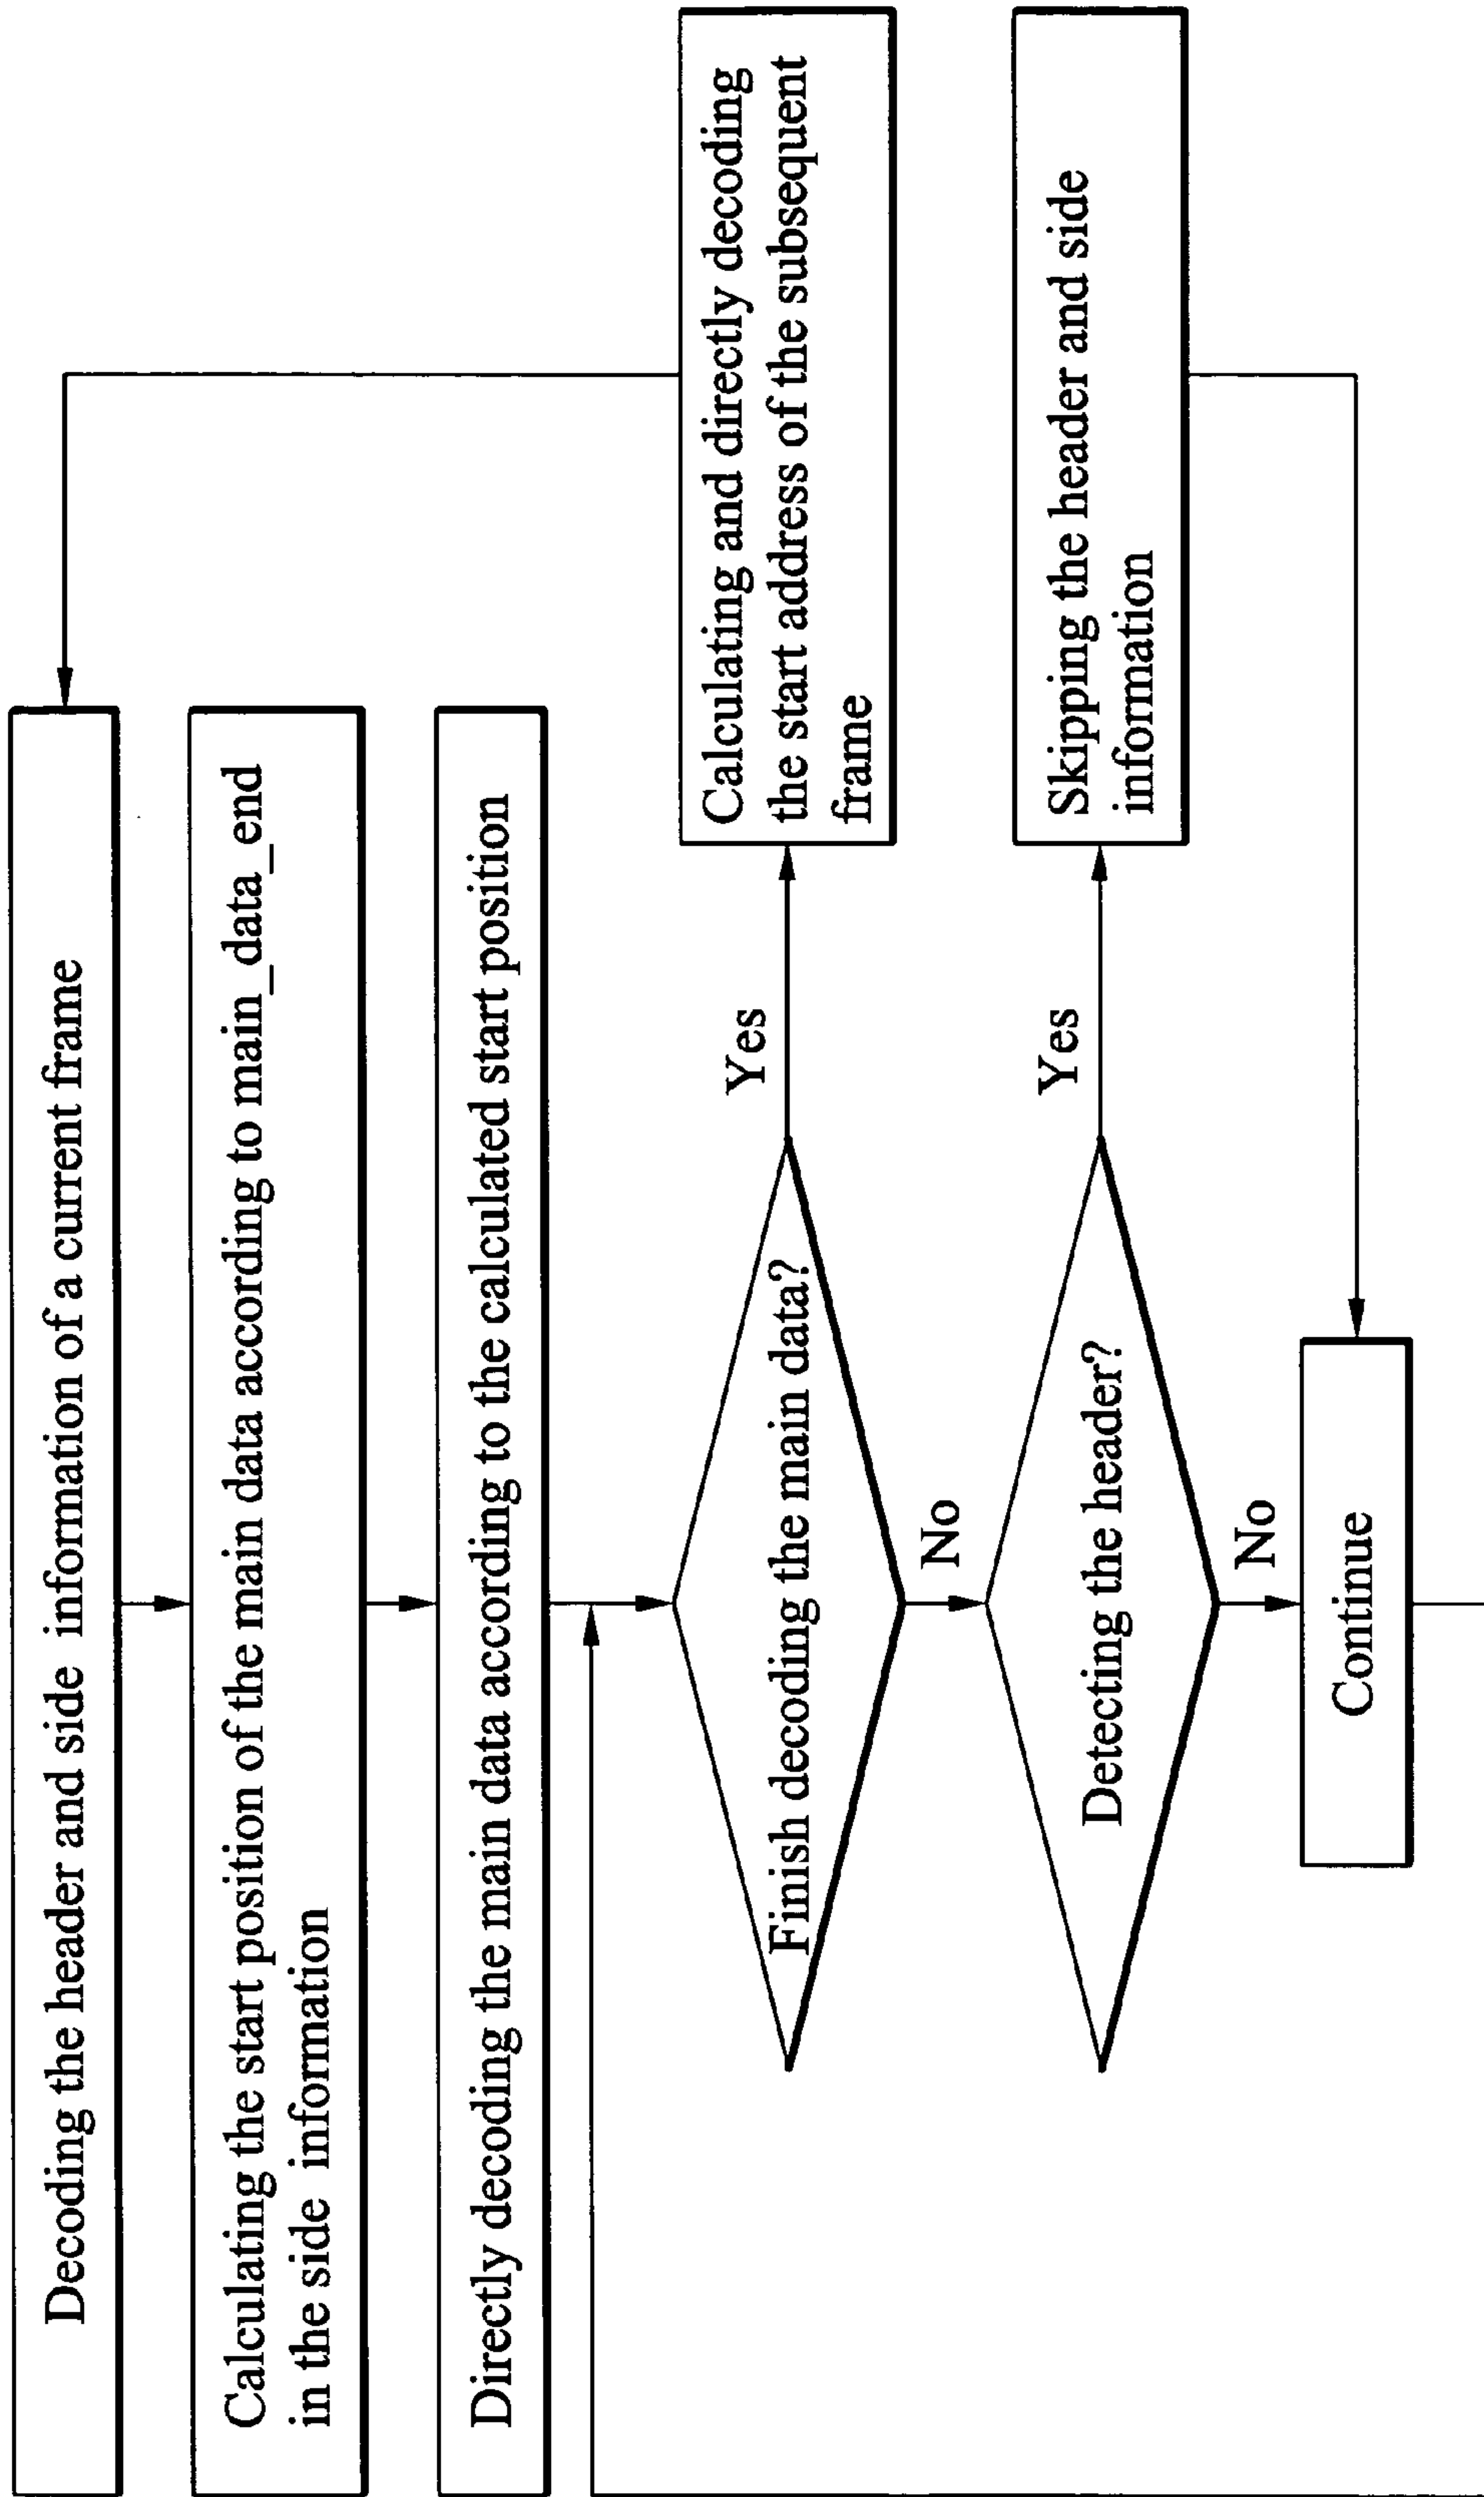 Decoding the header and side information of a current frame
Calculating the start position of the main data according to main_data_end
in the side information
Directly decoding the main data according to the calculated start position
Finish decoding the main data?
Yes
Calculating and directly decoding
the start address of the subsequent
frame
No
Detecting the header?
Yes
Skipping the header and side
information
No
Continue